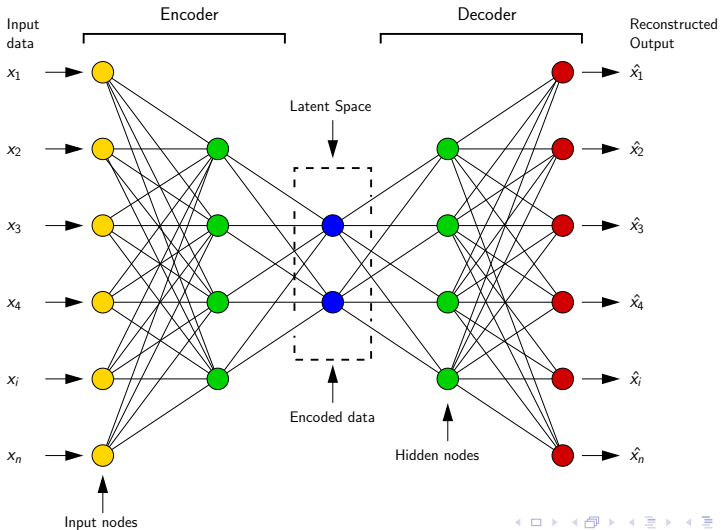 Encoder
Decoder
Input
data
Reconstructed
Output
x₁
x̂₁
Latent Space
x₂
x̂₂
x₃
x̂₃
x₄
x̂₄
xᵢ
x̂ᵢ
Encoded data
Hidden nodes
xₙ
x̂ₙ
Input nodes